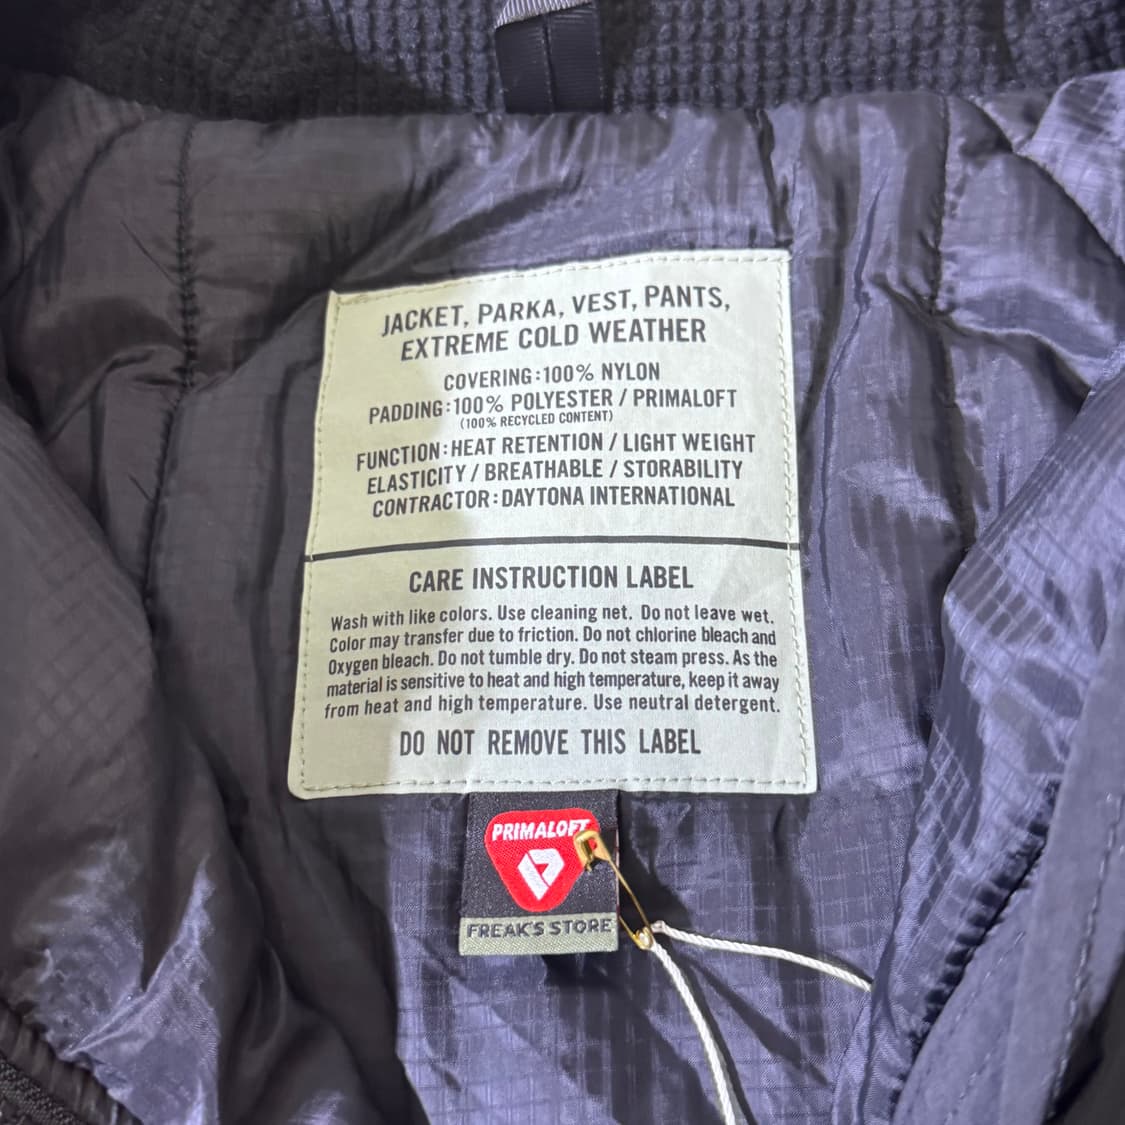 JACKET, PARKA, VEST, PANTS,
EXTREME COLD WEATHER
COVERING:100% NYLON
PADDING:100% POLYESTER / PRIMALOFT
(100% RECYCLED CONTENT)
FUNCTION:HEAT RETENTION / LIGHT WEIGHT
ELASTICITY / BREATHABLE / STORABILITY
CONTRACTOR:DAYTONA INTERNATIONAL
CARE INSTRUCTION LABEL
Wash with like colors. Use cleaning net. Do not leave wet.
Color may transfer due to friction. Do not chlorine bleach and
Oxygen bleach. Do not tumble dry. Do not steam press. As the
material is sensitive to heat and high temperature, keep it away
from heat and high temperature. Use neutral detergent.
DO NOT REMOVE THIS LABEL
PRIMALOFT
FREAK'S STORE